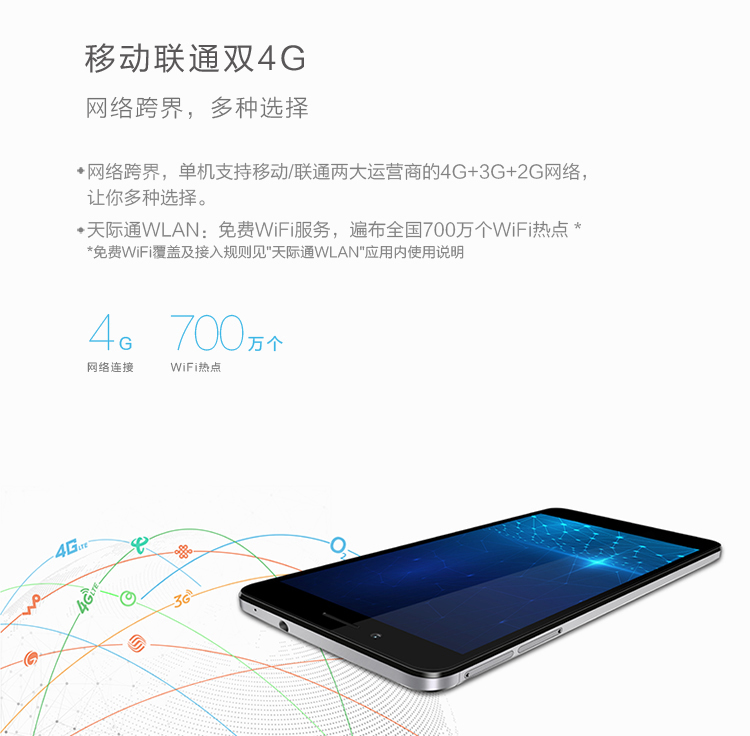 移动联通双4G
网络跨界，多种选择
网络跨界，单机支持移动/联通两大运营商的4G+3G+2G网络，
让你多种选择。
天际通WLAN：免费WiFi服务，遍布全国700万个WiFi热点 *
*免费WiFi覆盖及接入规则见"天际通WLAN"应用内使用说明
4G 700万个
网络连接 WiFi热点
4G LTE
O2
4G LTE
3G